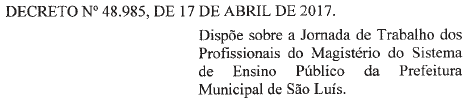 DECRETO Nº 48.985, DE 17 DE ABRIL DE 2017.
Dispõe sobre a Jornada de Trabalho dos
Profissionais do Magistério do Sistema
de Ensino Público da Prefeitura
Municipal de São Luís.